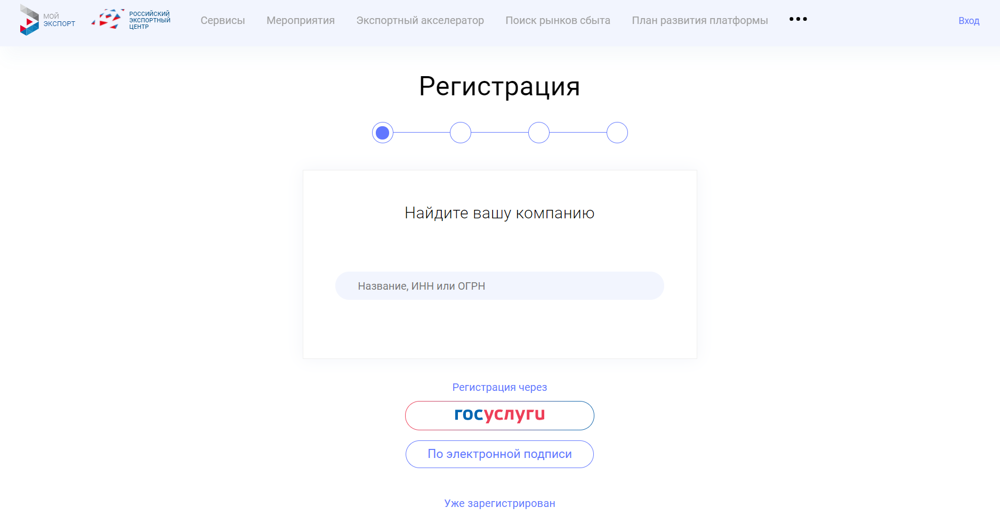 МОЙ
ЭКСПОРТ
РОССИЙСКИЙ
ЭКСПОРТНЫЙ
ЦЕНТР
Сервисы Мероприятия Экспортный акселератор Поиск рынков сбыта План развития платформы ••• Вход
Регистрация
Найдите вашу компанию
Название, ИНН или ОГРН
Регистрация через
госуслуги
По электронной подписи
Уже зарегистрирован